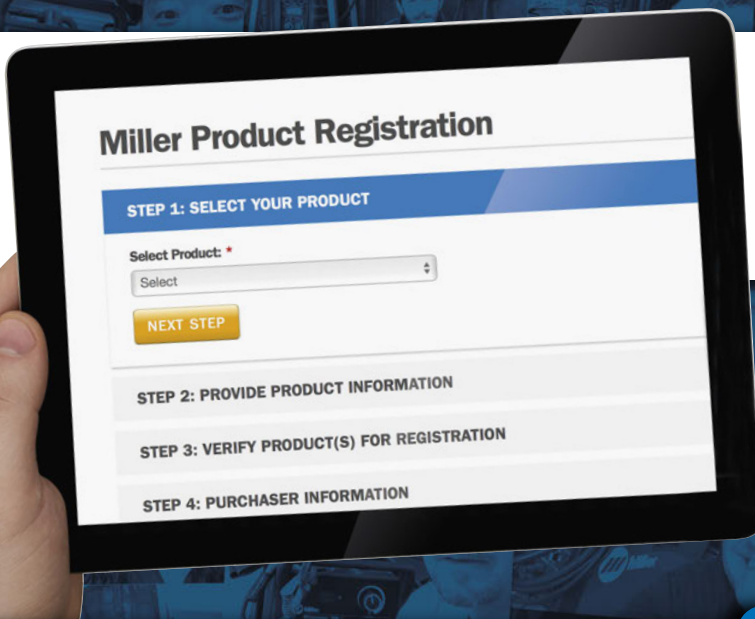 Miller Product Registration
STEP 1: SELECT YOUR PRODUCT
Select Product: *
Select
NEXT STEP
STEP 2: PROVIDE PRODUCT INFORMATION
STEP 3: VERIFY PRODUCT(S) FOR REGISTRATION
STEP 4: PURCHASER INFORMATION
Miller